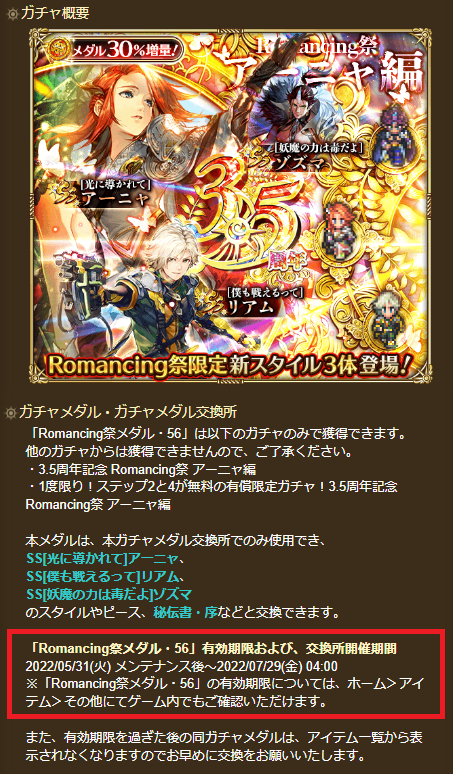 ガチャ概要
メダル30%増量!
Romancing祭
アーニャ編
[妖魔の力は毒だよ]
ゾズマ
[光に導かれて]
アーニャ
3.5
周年
[僕も戦えるって]
リアム
Romancing祭限定新スタイル3体登場!
ガチャメダル・ガチャメダル交換所
「Romancing祭メダル・56」は以下のガチャのみで獲得できます。
他のガチャからは獲得できませんので、ご了承ください。
・3.5周年記念 Romancing祭 アーニャ編
・1度限り!ステップ2と4が無料の有償限定ガチャ!3.5周年記念
Romancing祭 アーニャ編
本メダルは、本ガチャメダル交換所でのみ使用でき、
SS[光に導かれて]アーニャ、
SS[僕も戦えるって]リアム、
SS[妖魔の力は毒だよ]ゾズマ
のスタイルやピース、秘伝書・序などと交換できます。
「Romancing祭メダル・56」有効期限および、交換所開催期間
2022/05/31(火) メンテナンス後～2022/07/29(金) 04:00
※「Romancing祭メダル・56」の有効期限については、ホーム＞アイ
テム＞その他にてゲーム内でもご確認いただけます。
また、有効期限を過ぎた後の同ガチャメダルは、アイテム一覧から表
示されなくなりますのでお早めに交換をお願いいたします。